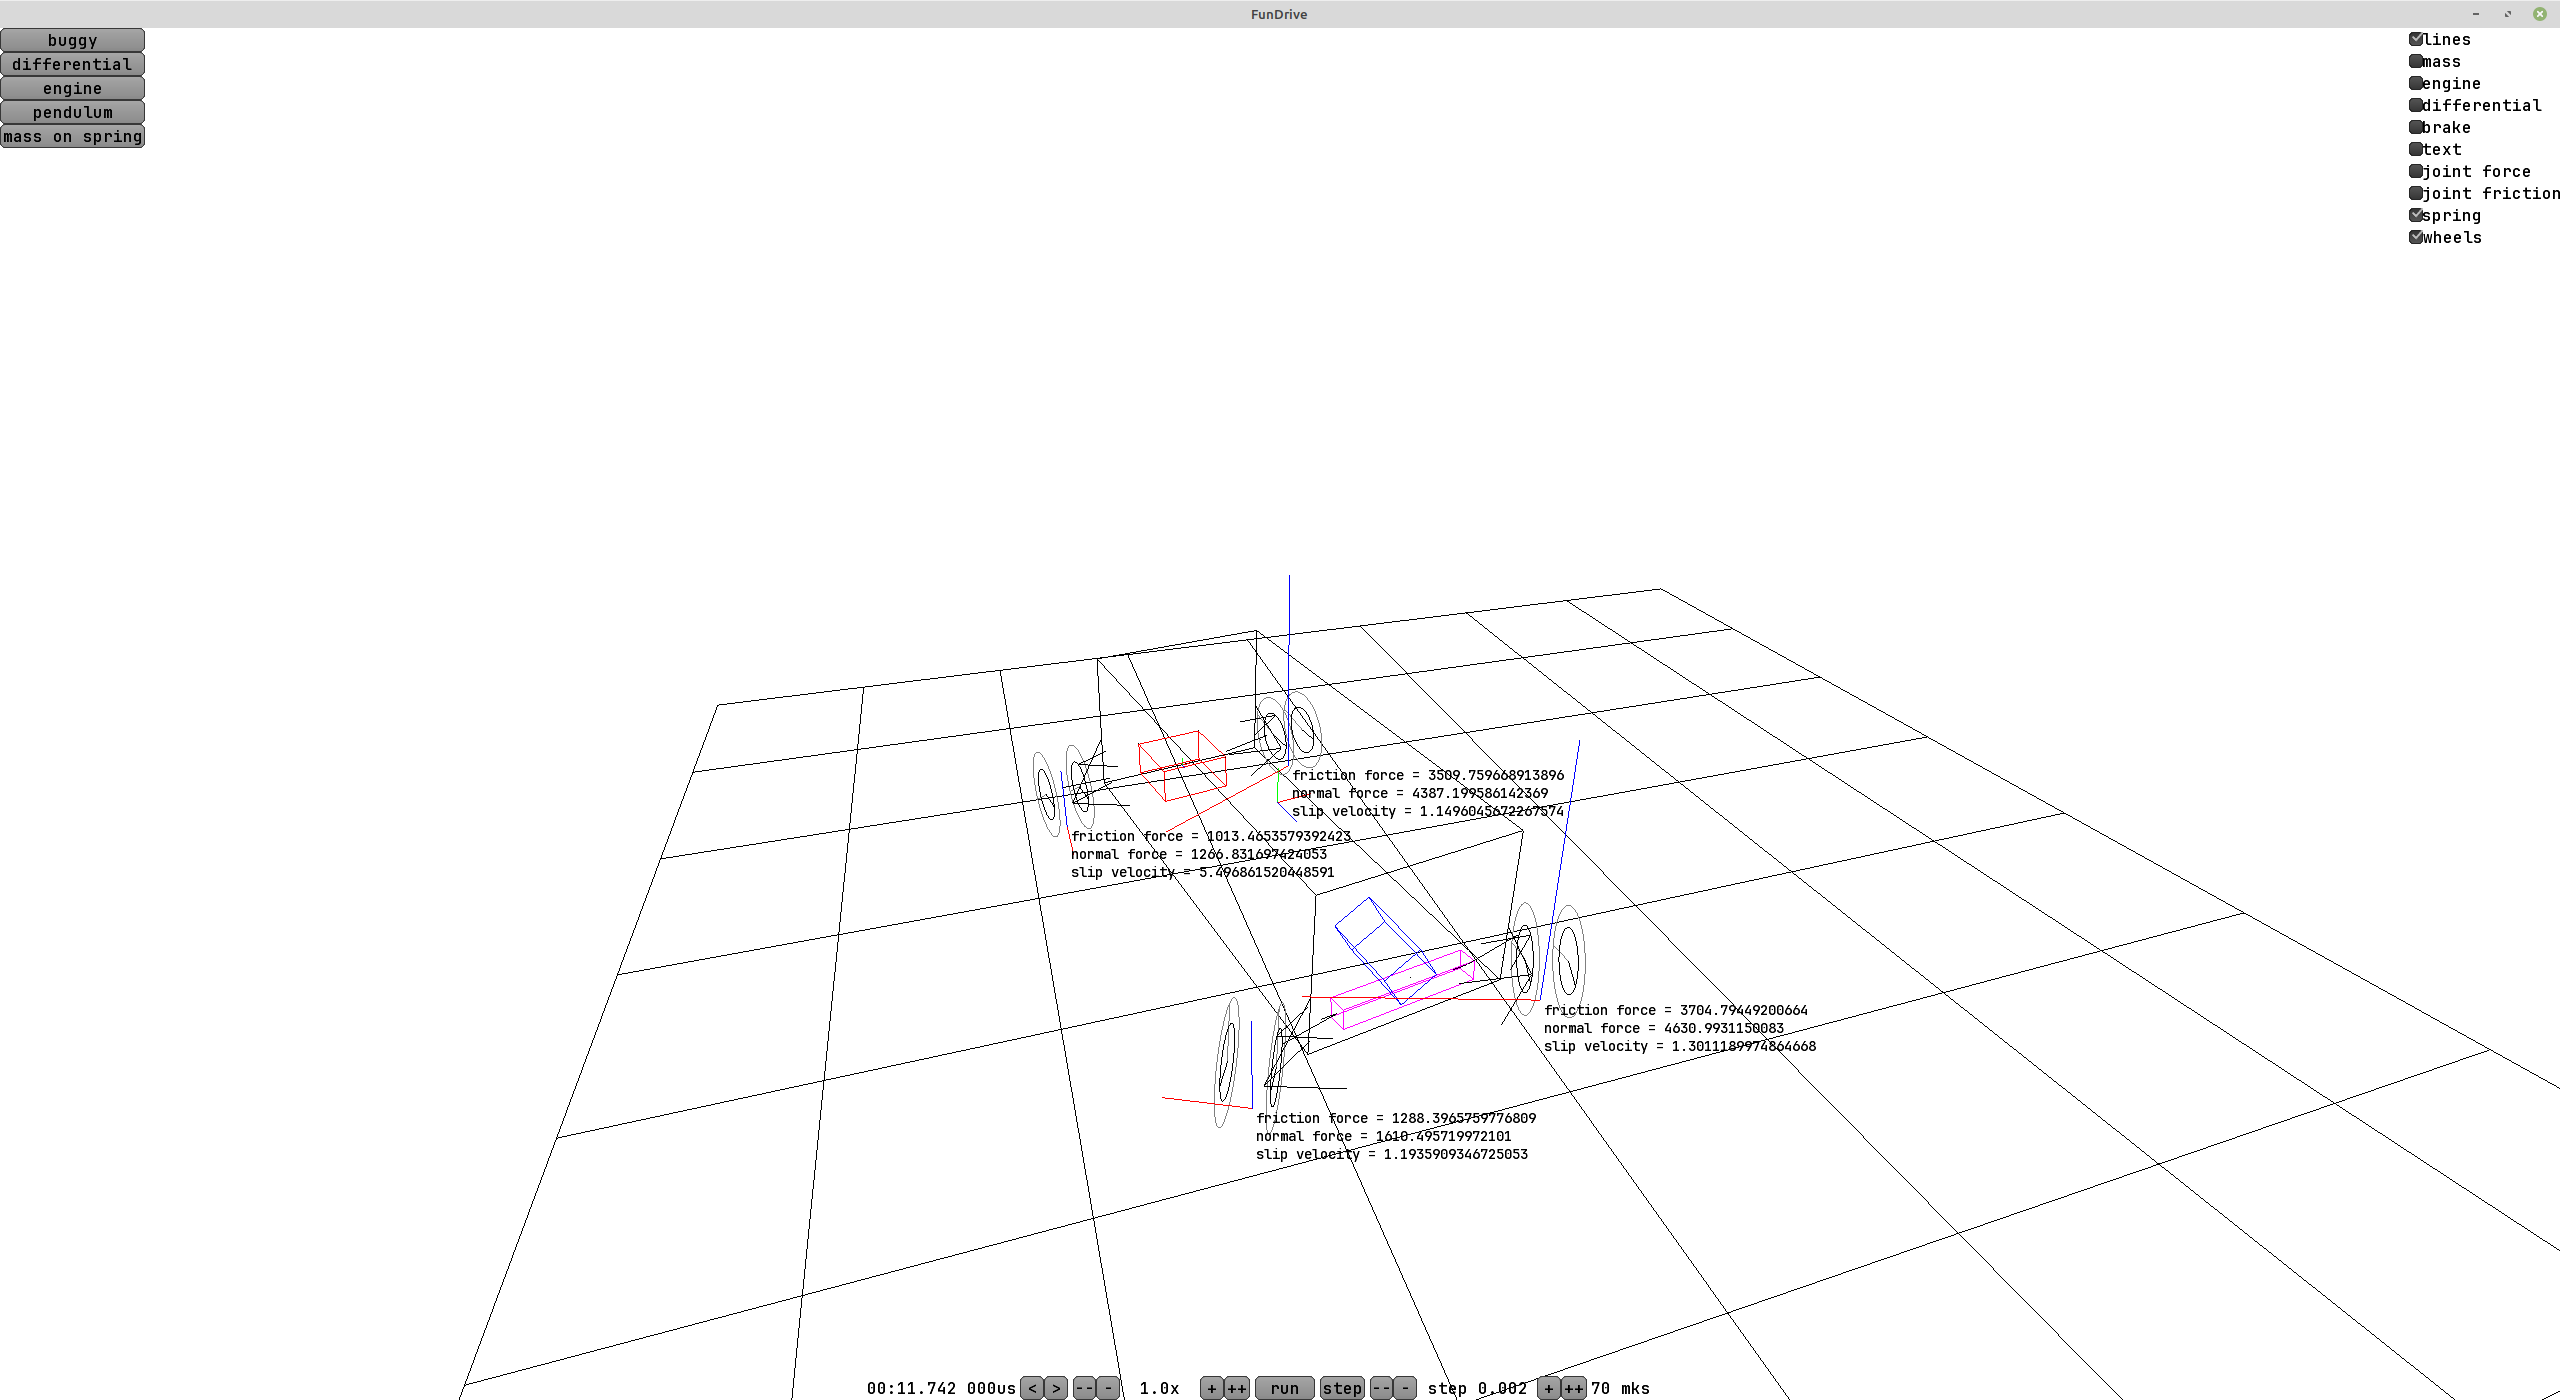 FunDrive
buggy
differential
engine
pendulum
mass on spring
lines
mass
engine
differential
brake
text
joint force
joint friction
spring
wheels
friction force = 3509.759668913896
normal force = 4387.199586142369
slip velocity = 1.1496045672267574
friction force = 1013.4653579392423
normal force = 1266.831697424053
slip velocity = 5.496861520448591
friction force = 3704.79449200664
normal force = 4630.9931150083
slip velocity = 1.3011189974864668
friction force = 1288.3965759776809
normal force = 1610.495719972101
slip velocity = 1.1935909346725053
00:11.742 000us < > -- - 1.0x + ++ run step -- - step 0.002 + ++ 70 mks